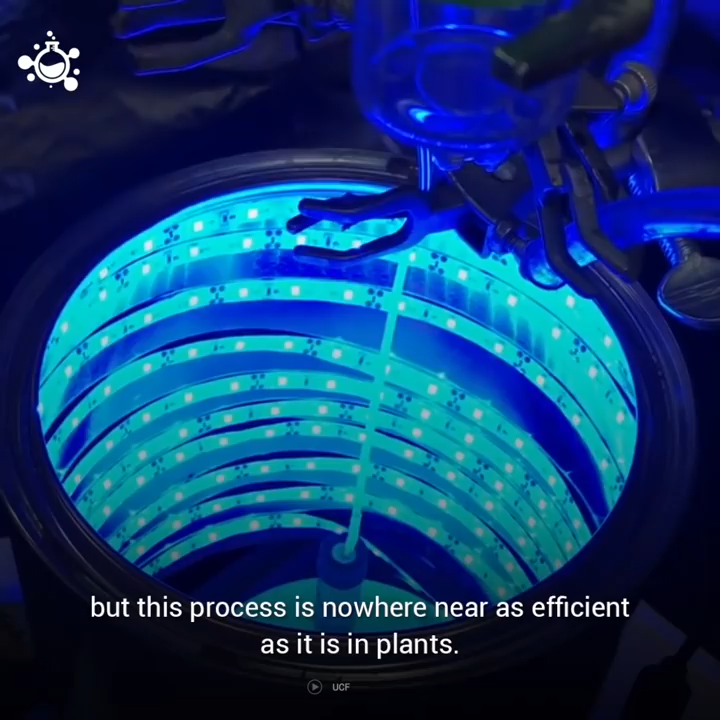 but this process is nowhere near as efficient
as it is in plants.
UCF